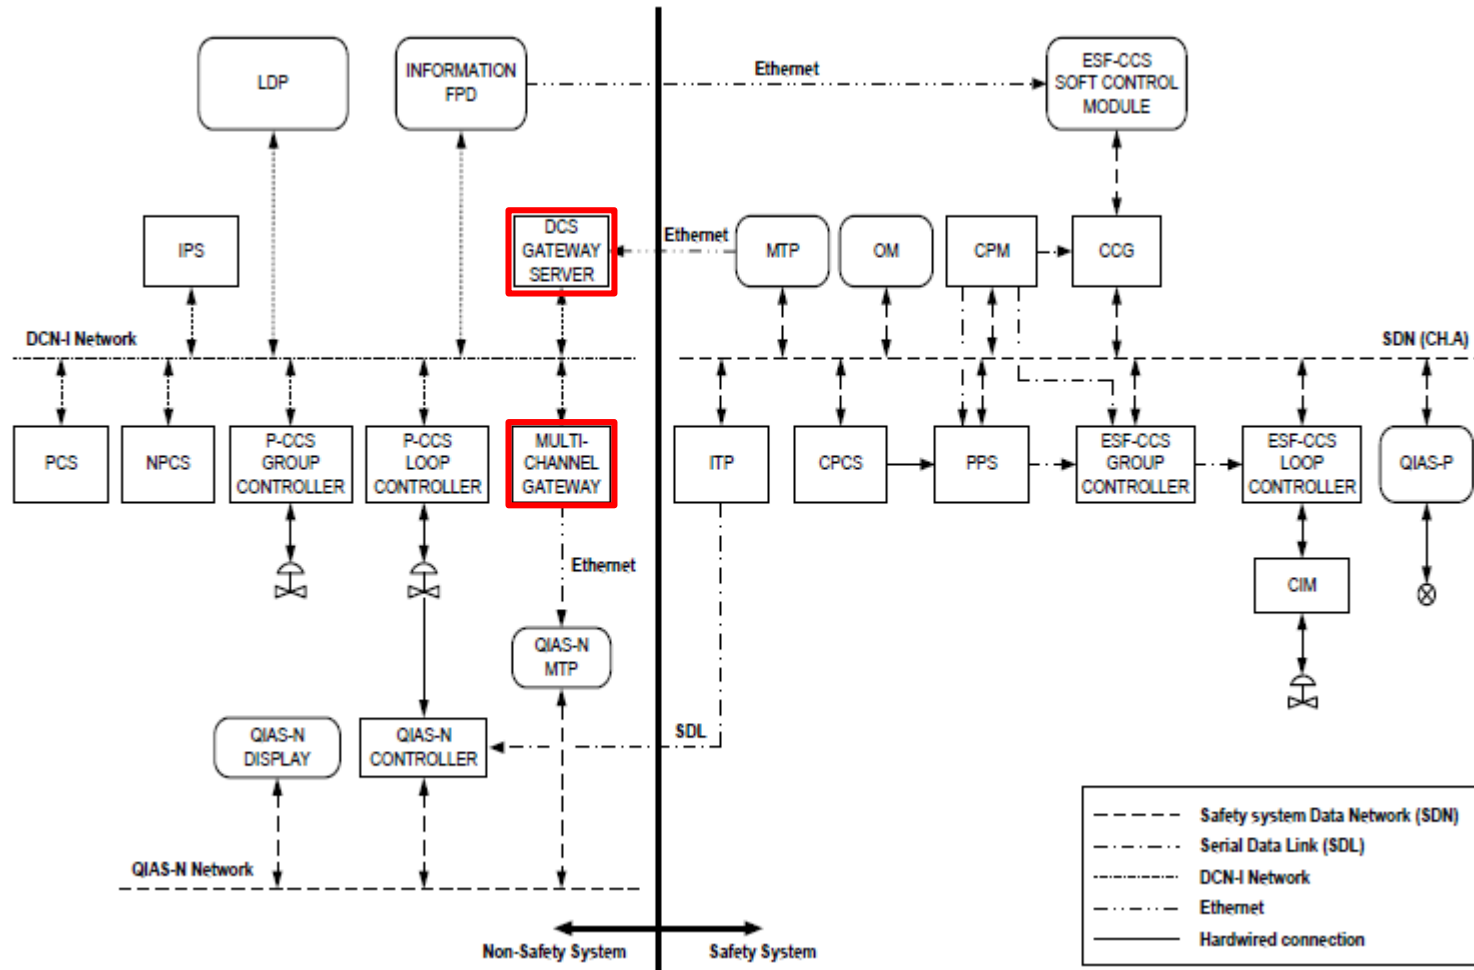 LDP
INFORMATION
FPD
Ethernet
ESF-CCS
SOFT CONTROL
MODULE
IPS
DCS
GATEWAY
SERVER
Ethernet
MTP
OM
CPM
CCG
DCN-I Network
SDN (CH.A)
PCS
NPCS
P-CCS
GROUP
CONTROLLER
P-CCS
LOOP
CONTROLLER
MULTI-
CHANNEL
GATEWAY
ITP
CPCS
PPS
ESF-CCS
GROUP
CONTROLLER
ESF-CCS
LOOP
CONTROLLER
QIAS-P
Ethernet
CIM
QIAS-N
MTP
QIAS-N
DISPLAY
QIAS-N
CONTROLLER
SDL
QIAS-N Network
Non-Safety System
Safety System
Safety system Data Network (SDN)
Serial Data Link (SDL)
DCN-I Network
Ethernet
Hardwired connection